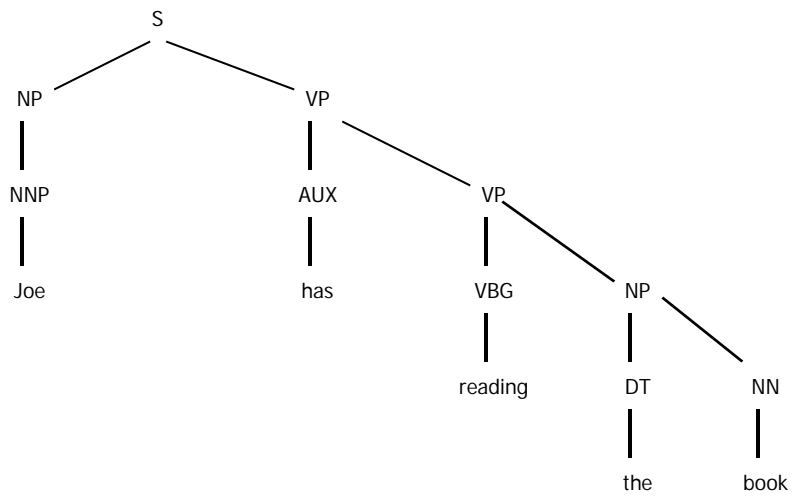 S
NP VP
NNP AUX VP
Joe has VBG NP
reading DT NN
the book